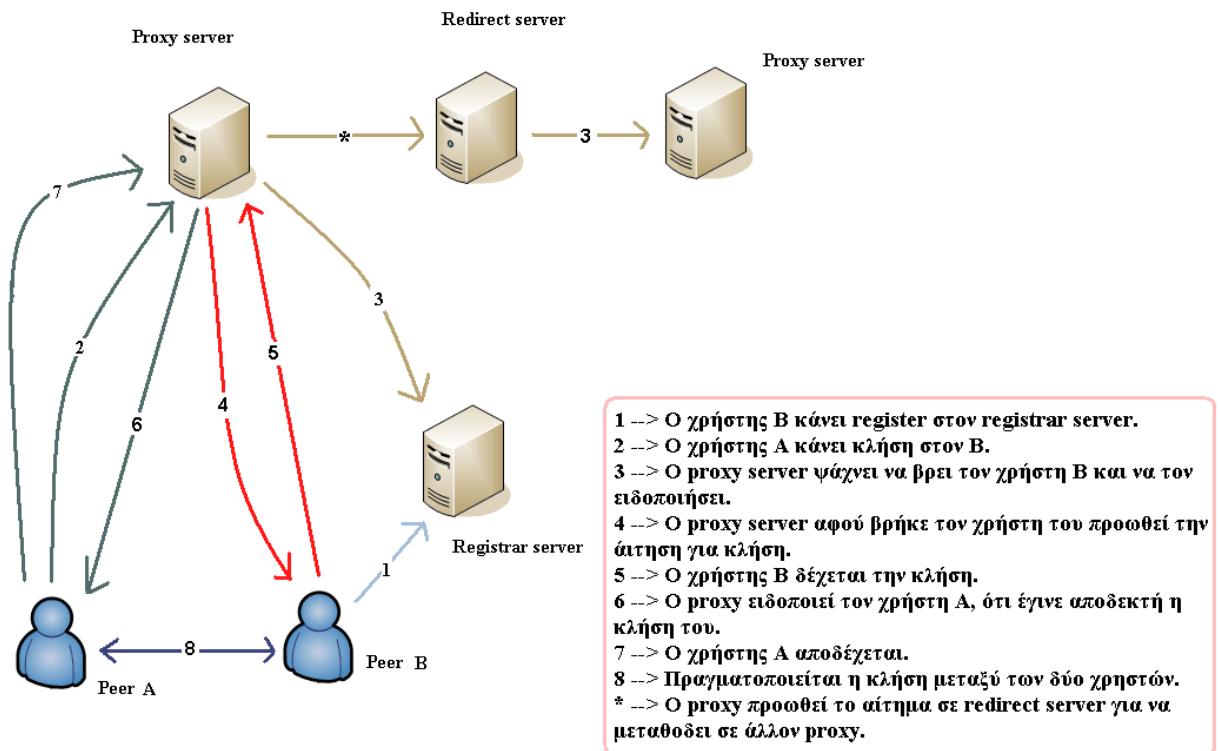 Redirect server
Proxy server
Proxy server
*
3
7
2
3
5
4
6
1
Registrar server
8
Peer B
Peer A
1 --> Ο χρήστης Β κάνει register στον registrar server.
2 --> Ο χρήστης Α κάνει κλήση στον Β.
3 --> Ο proxy server ψάχνει να βρει τον χρήστη Β και να τον
ειδοποιήσει.
4 --> Ο proxy server αφού βρήκε τον χρήστη του προωθεί την
άιτηση για κλήση.
5 --> Ο χρήστης Β δέχεται την κλήση.
6 --> Ο proxy ειδοποιεί τον χρήστη Α, ότι έγινε αποδεκτή η
κλήση του.
7 --> Ο χρήστης Α αποδέχεται.
8 --> Πραγματοποιείται η κλήση μεταξύ των δύο χρηστών.
* --> Ο proxy προωθεί το αίτημα σε redirect server για να
μεταθοδει σε άλλον proxy.